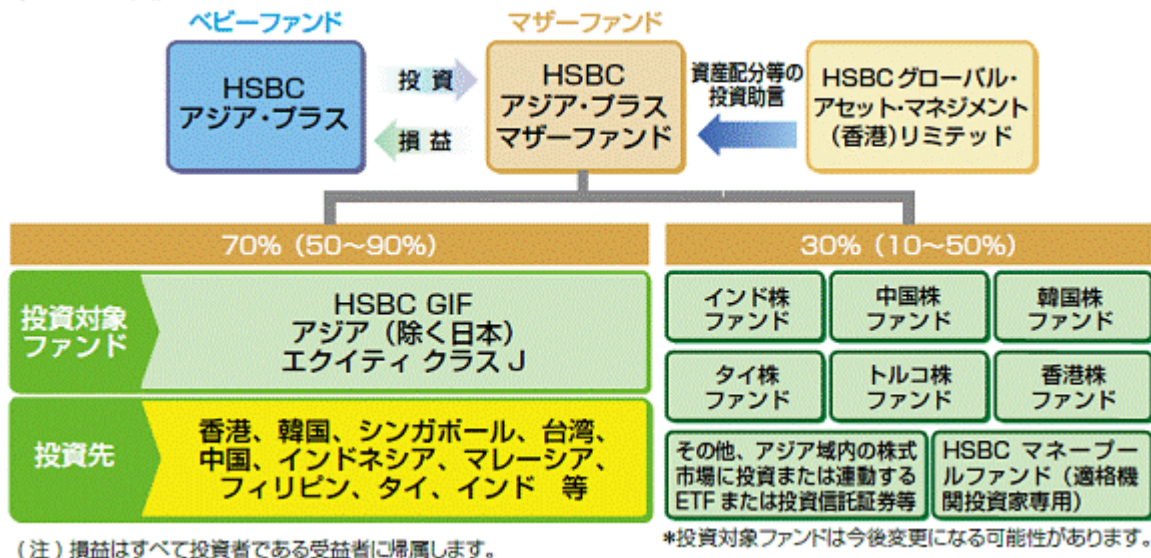 ベビーファンド
マザーファンド
HSBC
アジア・プラス
投資
損益
HSBC
アジア・プラス
マザーファンド
資産配分等の
投資助言
HSBCグローバル・
アセット・マネジメント
(香港)リミテッド
70%(50~90%)
30%(10~50%)
投資対象
ファンド
HSBC GIF
アジア(除く日本)
エクイティ クラス J
投資先
香港、韓国、シンガポール、台湾、
中国、インドネシア、マレーシア、
フィリピン、タイ、インド 等
インド株
ファンド
中国株
ファンド
韓国株
ファンド
タイ株
ファンド
トルコ株
ファンド
香港株
ファンド
その他、アジア域内の株式
市場に投資または連動する
ETFまたは投資信託証券等
HSBC マネープー
ルファンド(適格機
関投資家専用)
(注)損益はすべて投資者である受益者に帰属します。
*投資対象ファンドは今後変更になる可能性があります。